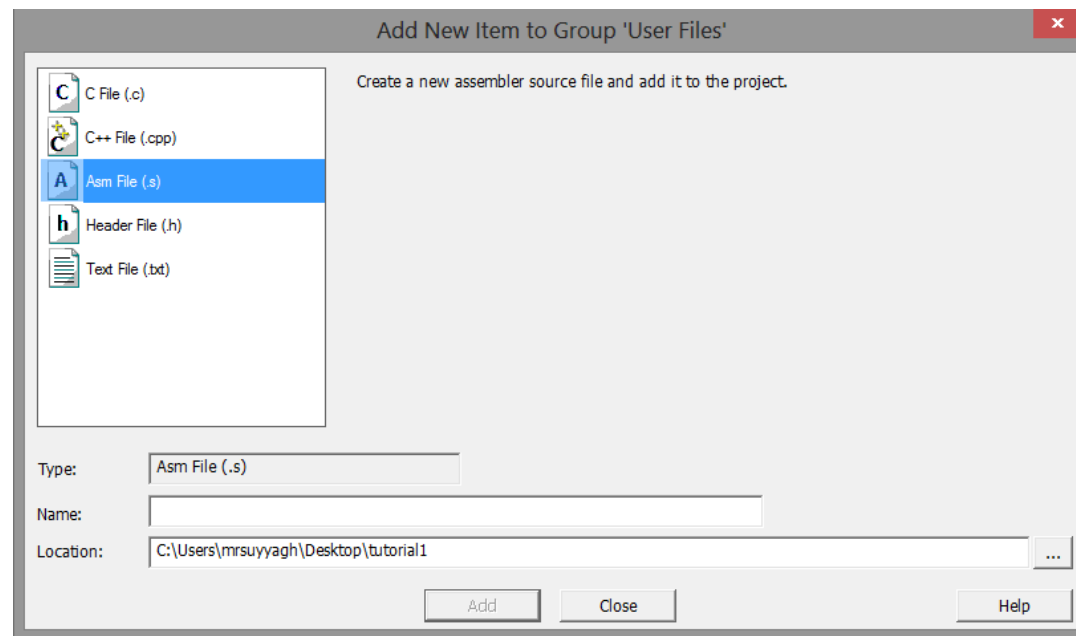 Add New Item to Group 'User Files'
x
C C File (.c)
C C++ File (.cpp)
A Asm File (.s)
h Header File (.h)
Text File (.txt)
Create a new assembler source file and add it to the project.
Type: Asm File (.s)
Name:
Location: C:\Users\mrsuyyagh\Desktop\tutorial1 ...
Add Close Help